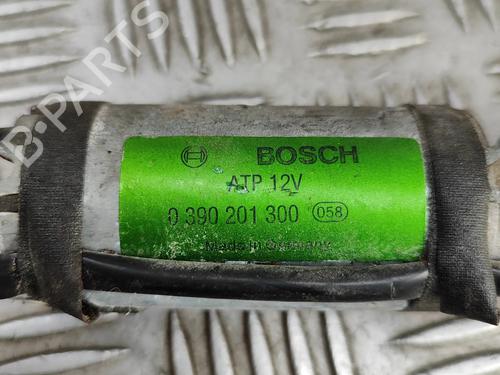 BOSCH
ATP 12V
0 390 201 300 058
Made in Germany
B-PARTS